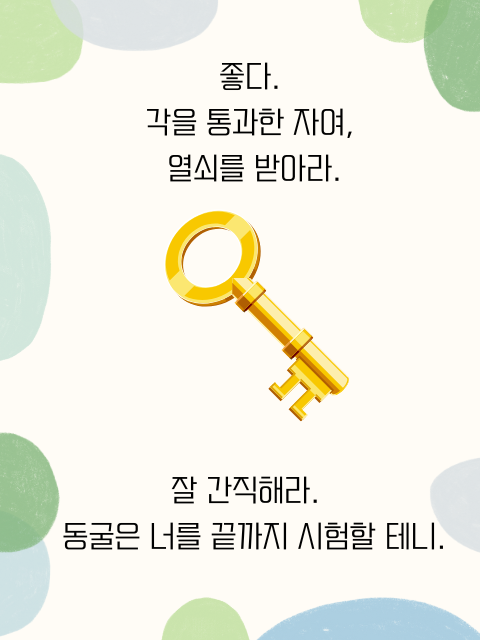 좋다.
각을 통과한 자여,
열쇠를 받아라.
잘 간직해라.
동굴은 너를 끝까지 시험할 테니.